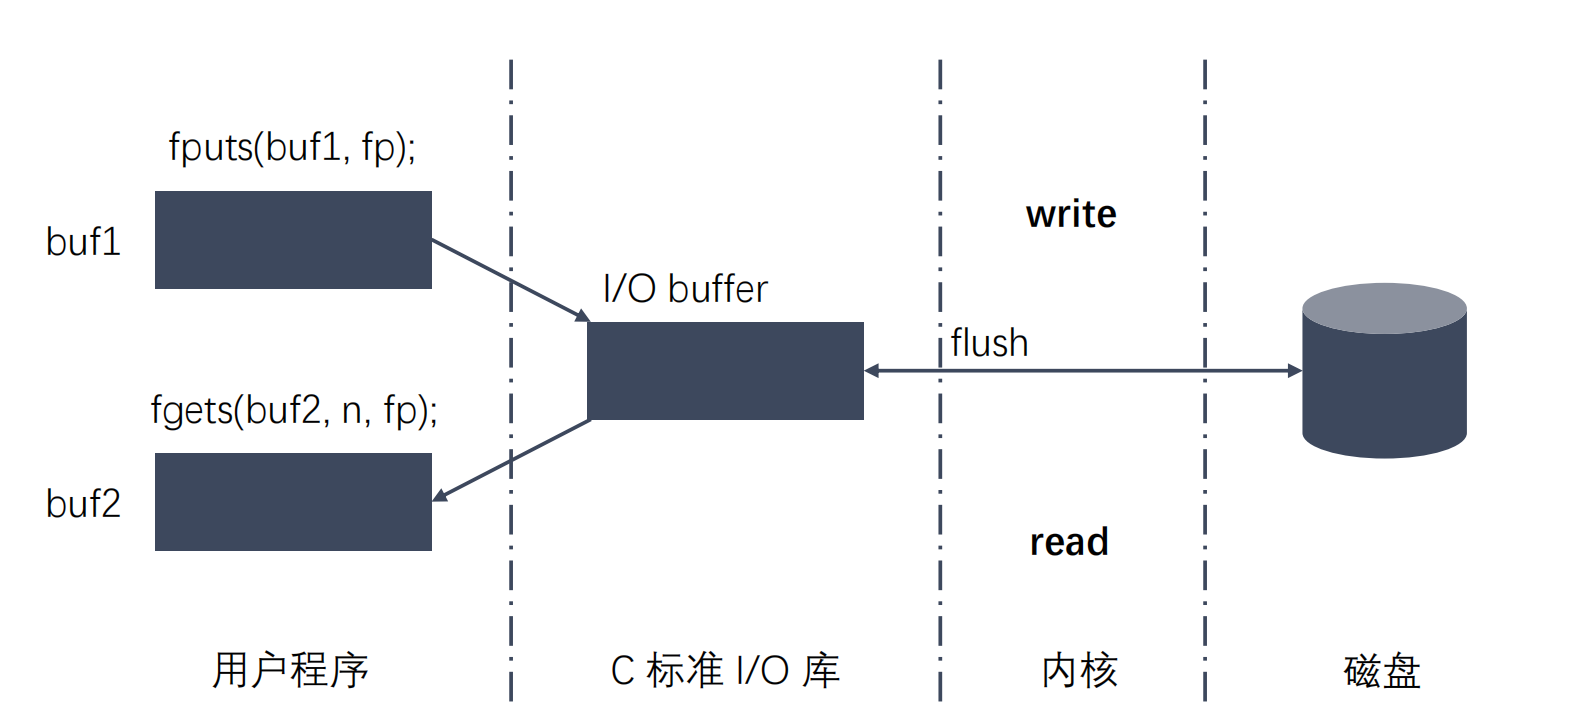 fputs(buf1, fp);
buf1
write
I/O buffer
flush
fgets(buf2, n, fp);
buf2
read
用户程序
C 标准 I/O 库
内核
磁盘